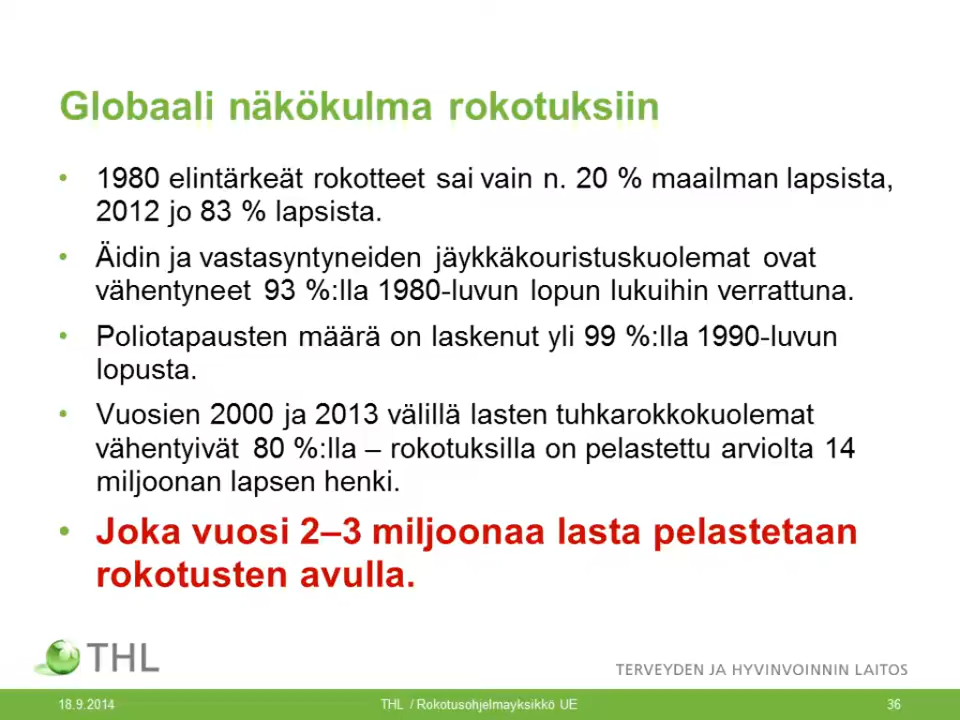 Globaali näkökulma rokotuksiin
• 1980 elintärkeät rokotteet sai vain n. 20 % maailman lapsista,
2012 jo 83 % lapsista.
• Äidin ja vastasyntyneiden jäykkäkouristuskuolemat ovat
vähentyneet 93 %:lla 1980-luvun lopun lukuihin verrattuna.
• Poliotapausten määrä on laskenut yli 99 %:lla 1990-luvun
lopusta.
• Vuosien 2000 ja 2013 välillä lasten tuhkarokkokuolemat
vähentyivät 80 %:lla – rokotuksilla on pelastettu arviolta 14
miljoonan lapsen henki.
• Joka vuosi 2–3 miljoonaa lasta pelastetaan
rokotusten avulla.
THL
TERVEYDEN JA HYVINVOINNIN LAITOS
18.9.2014 THL / Rokotusohjelmayksikkö UE 36